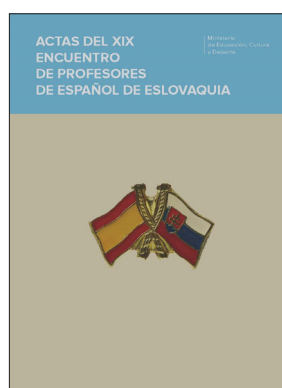 ACTAS DEL XIX
ENCUENTRO
DE PROFESORES
DE ESPAÑOL DE ESLOVAQUIA
Ministerio
de Educación, Cultura
y Deporte